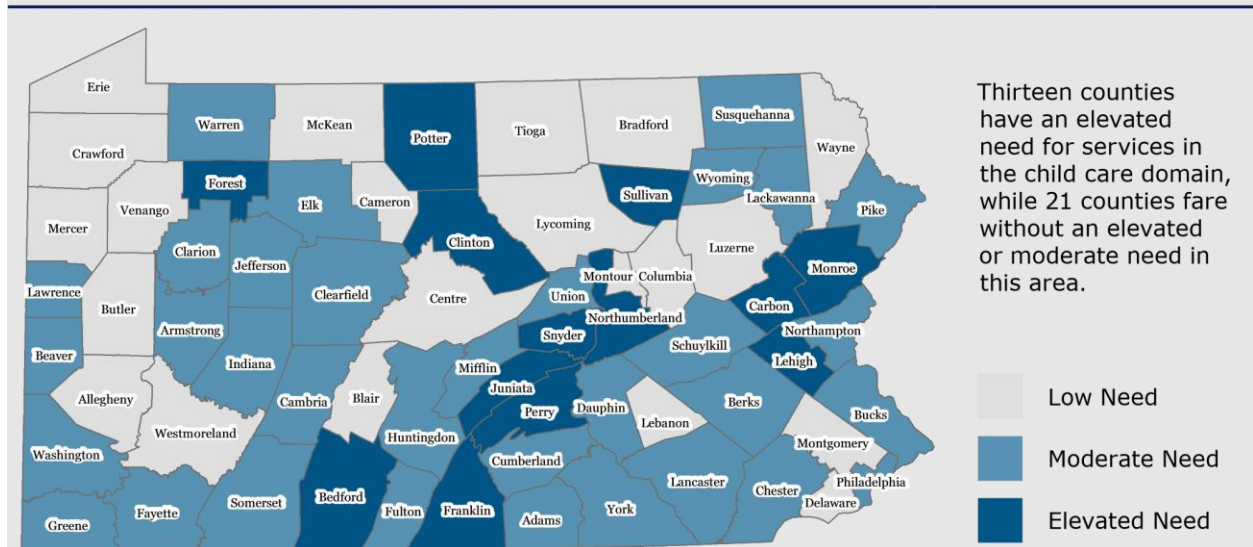 Erie
Warren
McKean
Potter
Tioga
Bradford
Susquehanna
Wayne
Crawford
Forest
Elk
Cameron
Sullivan
Wyoming
Lackawanna
Pike
Mercer
Venango
Clinton
Lycoming
Luzerne
Clarion
Jefferson
Clearfield
Centre
Union
Montour
Columbia
Monroe
Carbon
Lawrence
Butler
Armstrong
Northumberland
Northampton
Snyder
Schuylkill
Lehigh
Beaver
Indiana
Mifflin
Juniata
Allegheny
Cambria
Blair
Perry
Dauphin
Lebanon
Berks
Bucks
Westmoreland
Huntingdon
Montgomery
Washington
Cumberland
Philadelphia
Lancaster
Chester
Delaware
Somerset
Bedford
Greene
Fayette
Fulton
Franklin
Adams
York
Thirteen counties
have an elevated
need for services in
the child care domain,
while 21 counties fare
without an elevated
or moderate need in
this area.
Low Need
Moderate Need
Elevated Need